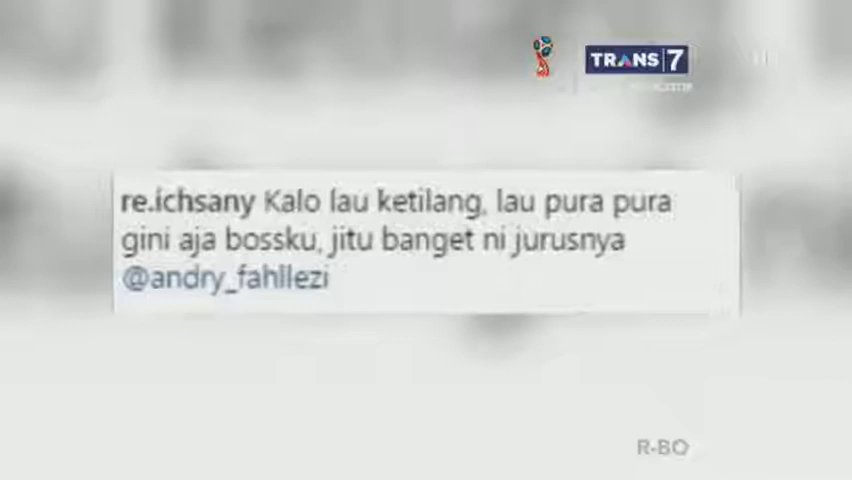 TRANS|7
re.ichsany Kalo lau ketilang, lau pura pura
gini aja bossku, jitu banget ni jurusnya
@andry_fahllezi
R-BO